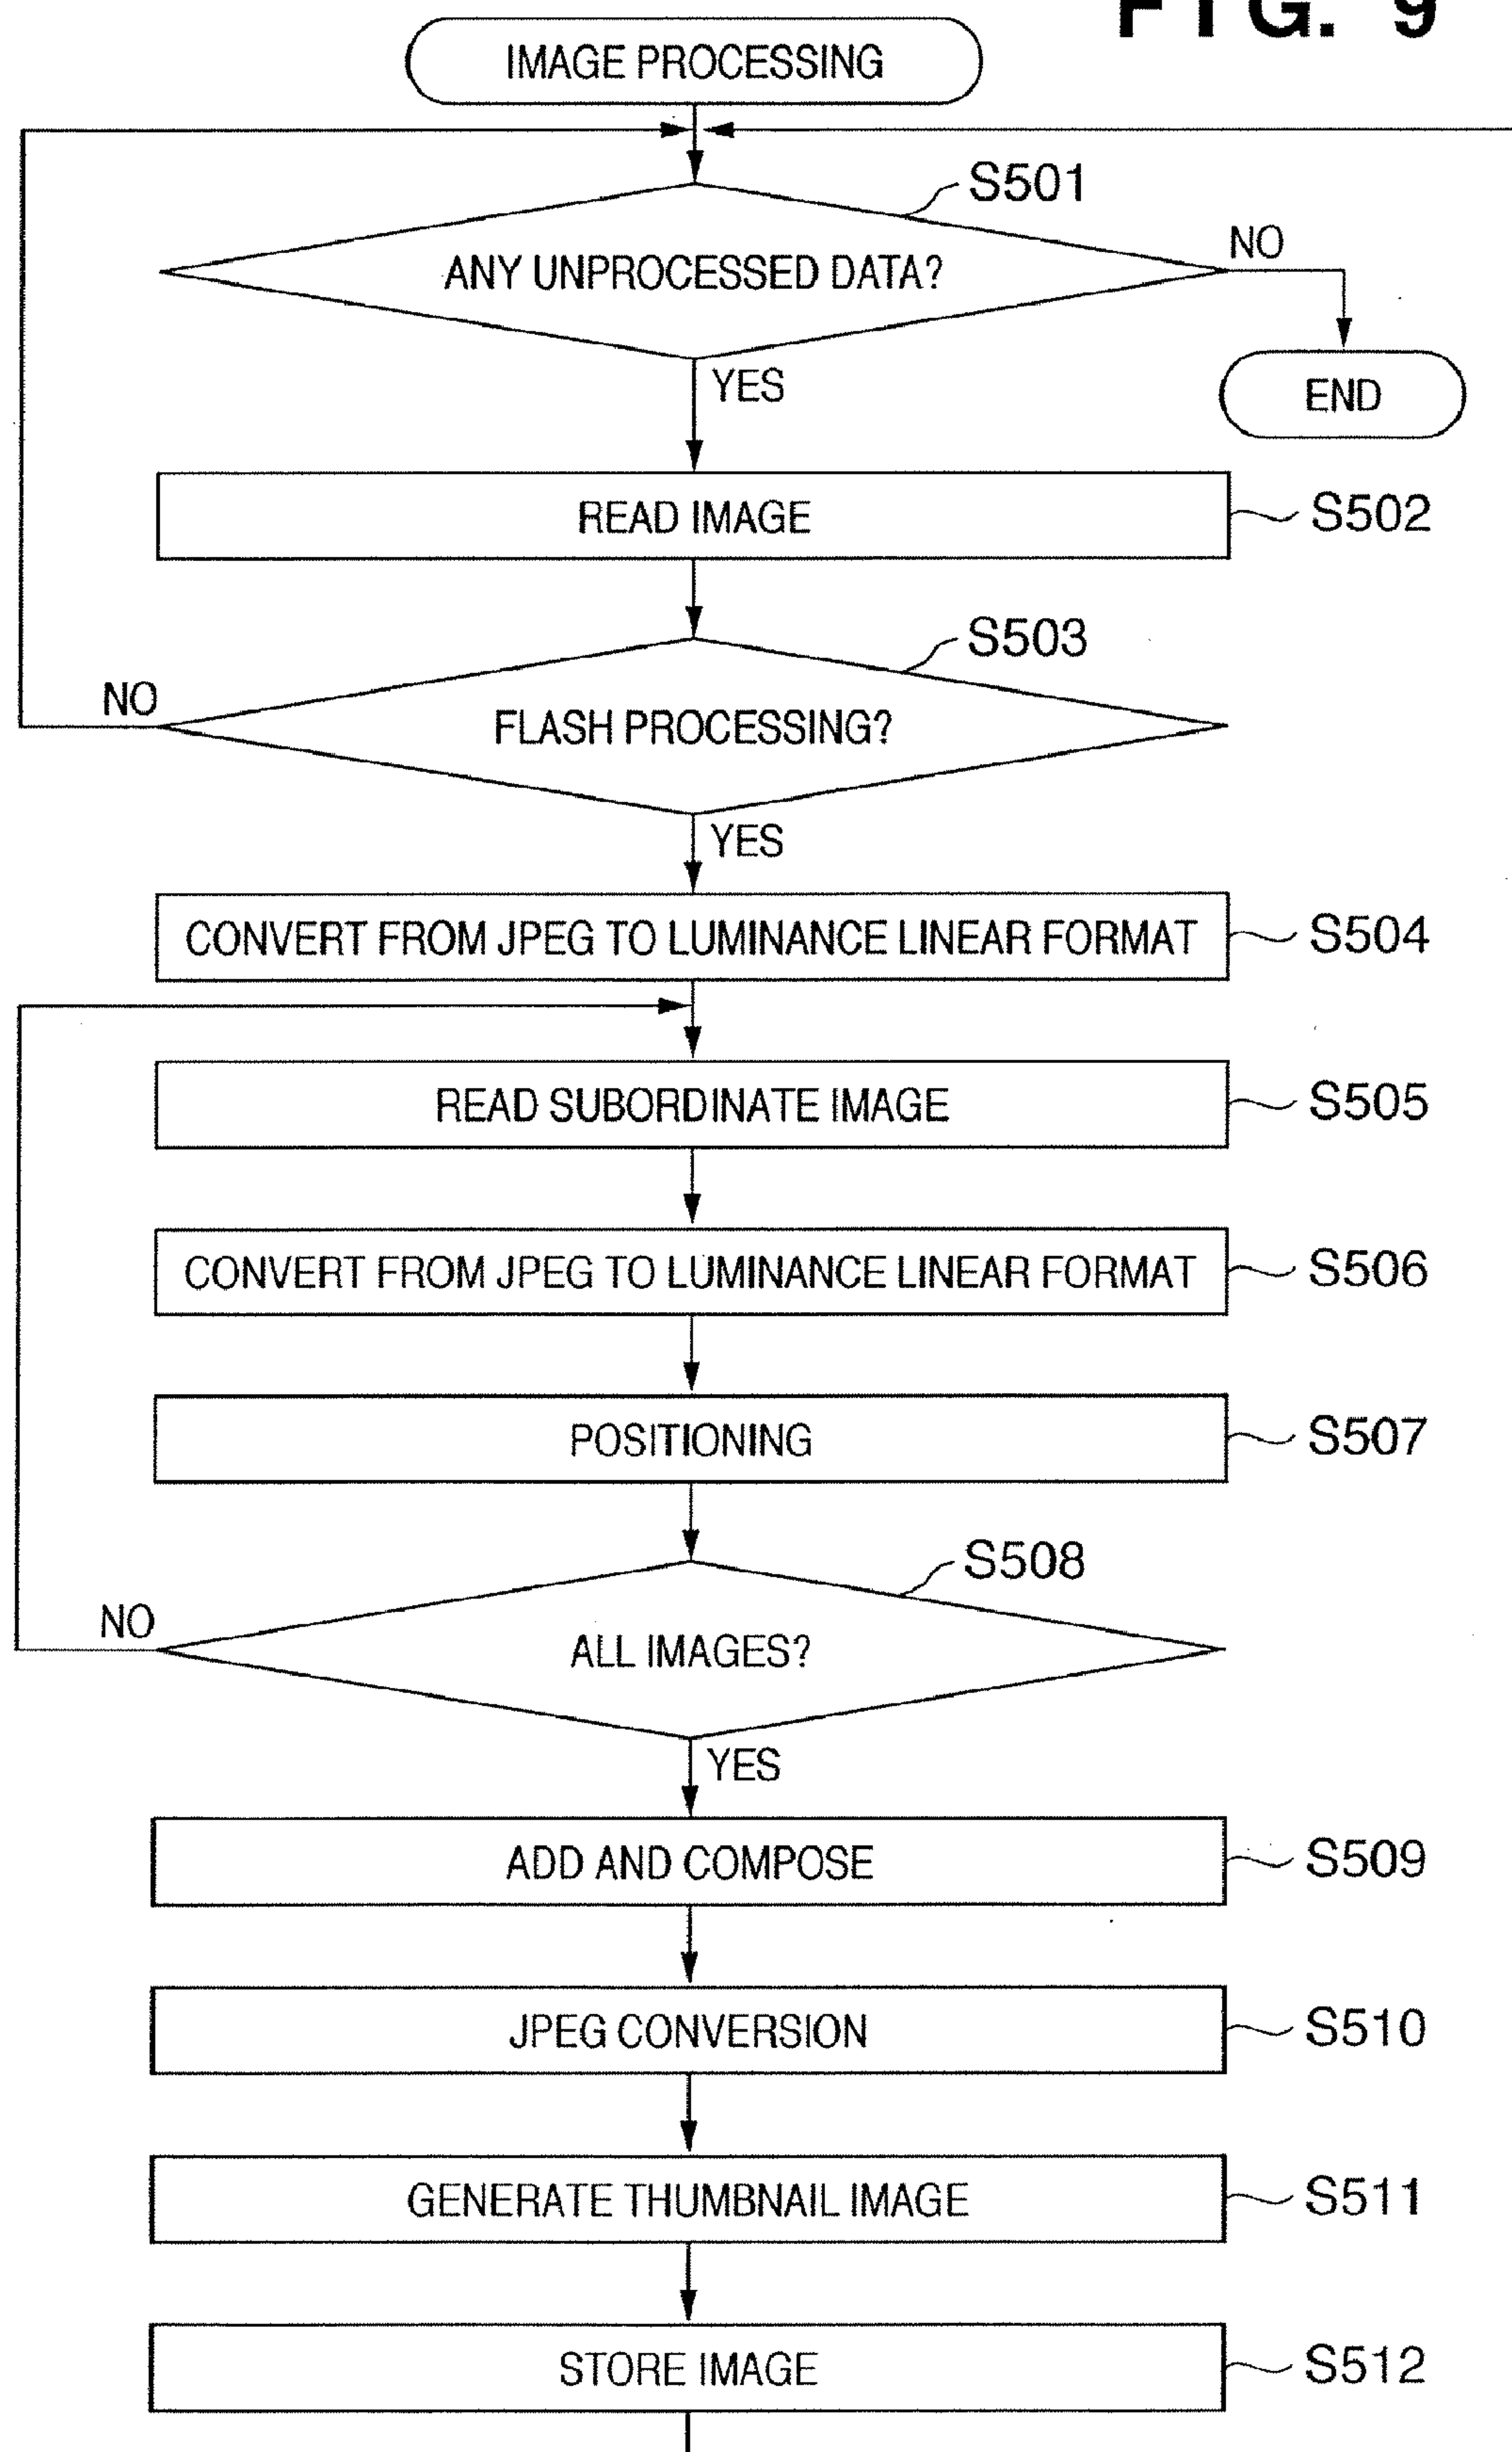 FIG. 9
IMAGE PROCESSING
S501
ANY UNPROCESSED DATA?
NO
YES
END
READ IMAGE
S502
S503
NO
FLASH PROCESSING?
YES
CONVERT FROM JPEG TO LUMINANCE LINEAR FORMAT
S504
READ SUBORDINATE IMAGE
S505
CONVERT FROM JPEG TO LUMINANCE LINEAR FORMAT
S506
POSITIONING
S507
S508
NO
ALL IMAGES?
YES
ADD AND COMPOSE
S509
JPEG CONVERSION
S510
GENERATE THUMBNAIL IMAGE
S511
STORE IMAGE
S512